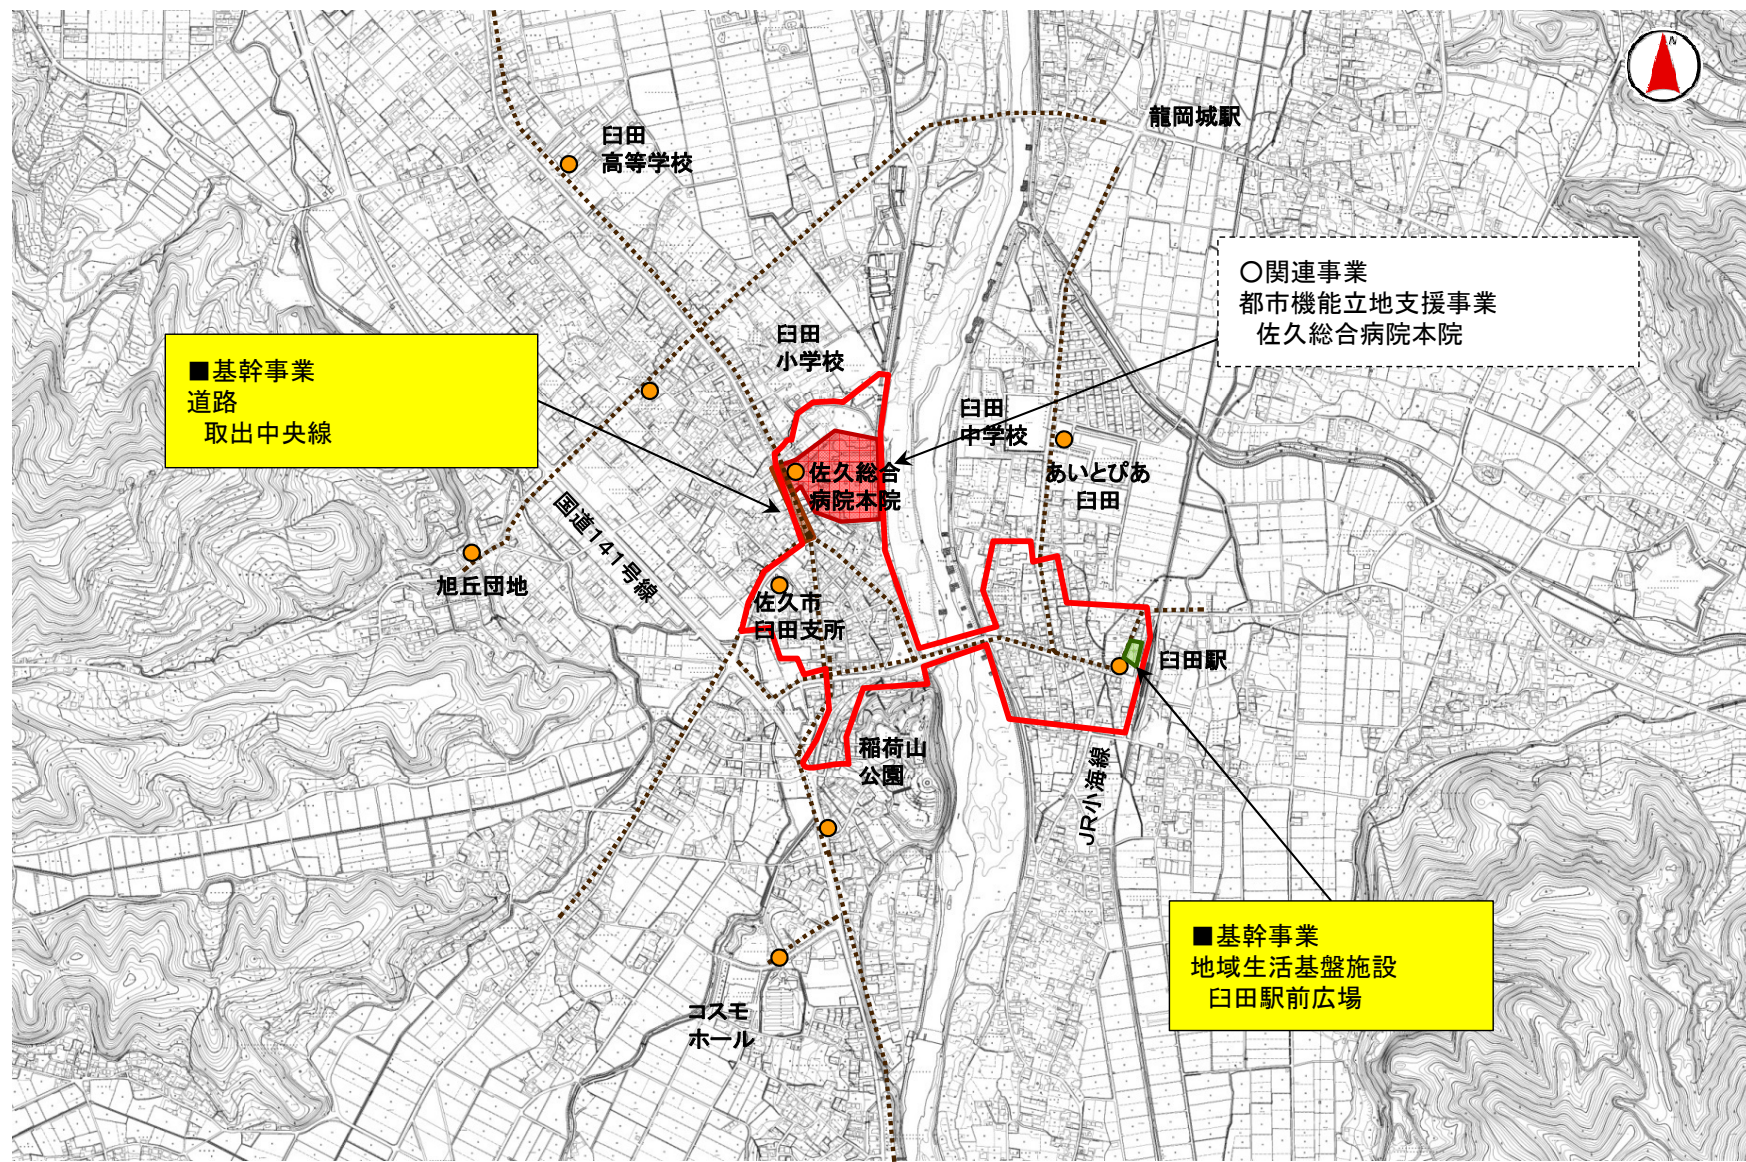 N
龍岡城駅
臼田
高等学校
〇関連事業
都市機能立地支援事業
佐久総合病院本院
臼田
小学校
■基幹事業
道路
取出中央線
臼田
中学校
佐久総合
病院本院
あいとぴあ
臼田
国道141号線
旭丘団地
佐久市
臼田支所
臼田駅
稲荷山
公園
JR小海線
■基幹事業
地域生活基盤施設
臼田駅前広場
コスモ
ホール